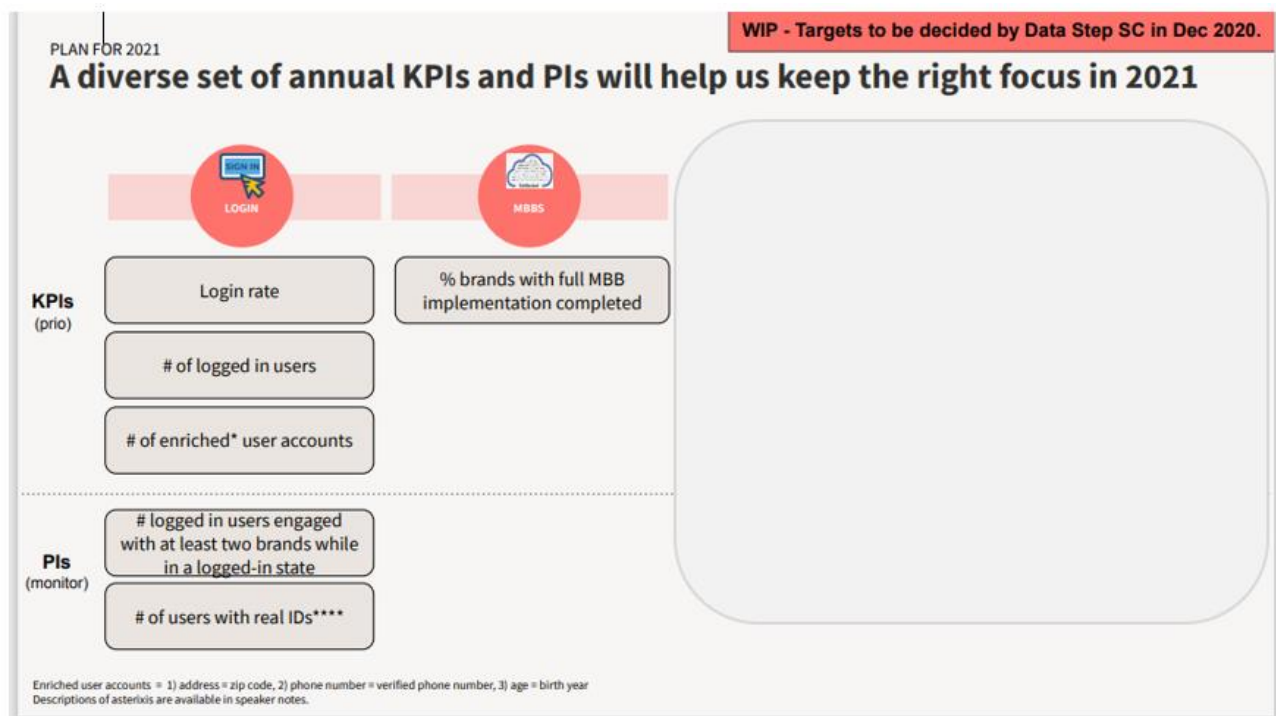 WIP - Targets to be decided by Data Step SC in Dec 2020.
PLAN FOR 2021
A diverse set of annual KPIs and PIs will help us keep the right focus in 2021
SIGN IN
LOGIN
MBBS
KPIs
(prio)
Login rate
% brands with full MBB
implementation completed
# of logged in users
# of enriched* user accounts
PIs
(monitor)
# logged in users engaged
with at least two brands while
in a logged-in state
# of users with real IDs****
Enriched user accounts = 1) address = zip code, 2) phone number = verified phone number, 3) age = birth year
Descriptions of asterixis are available in speaker notes.